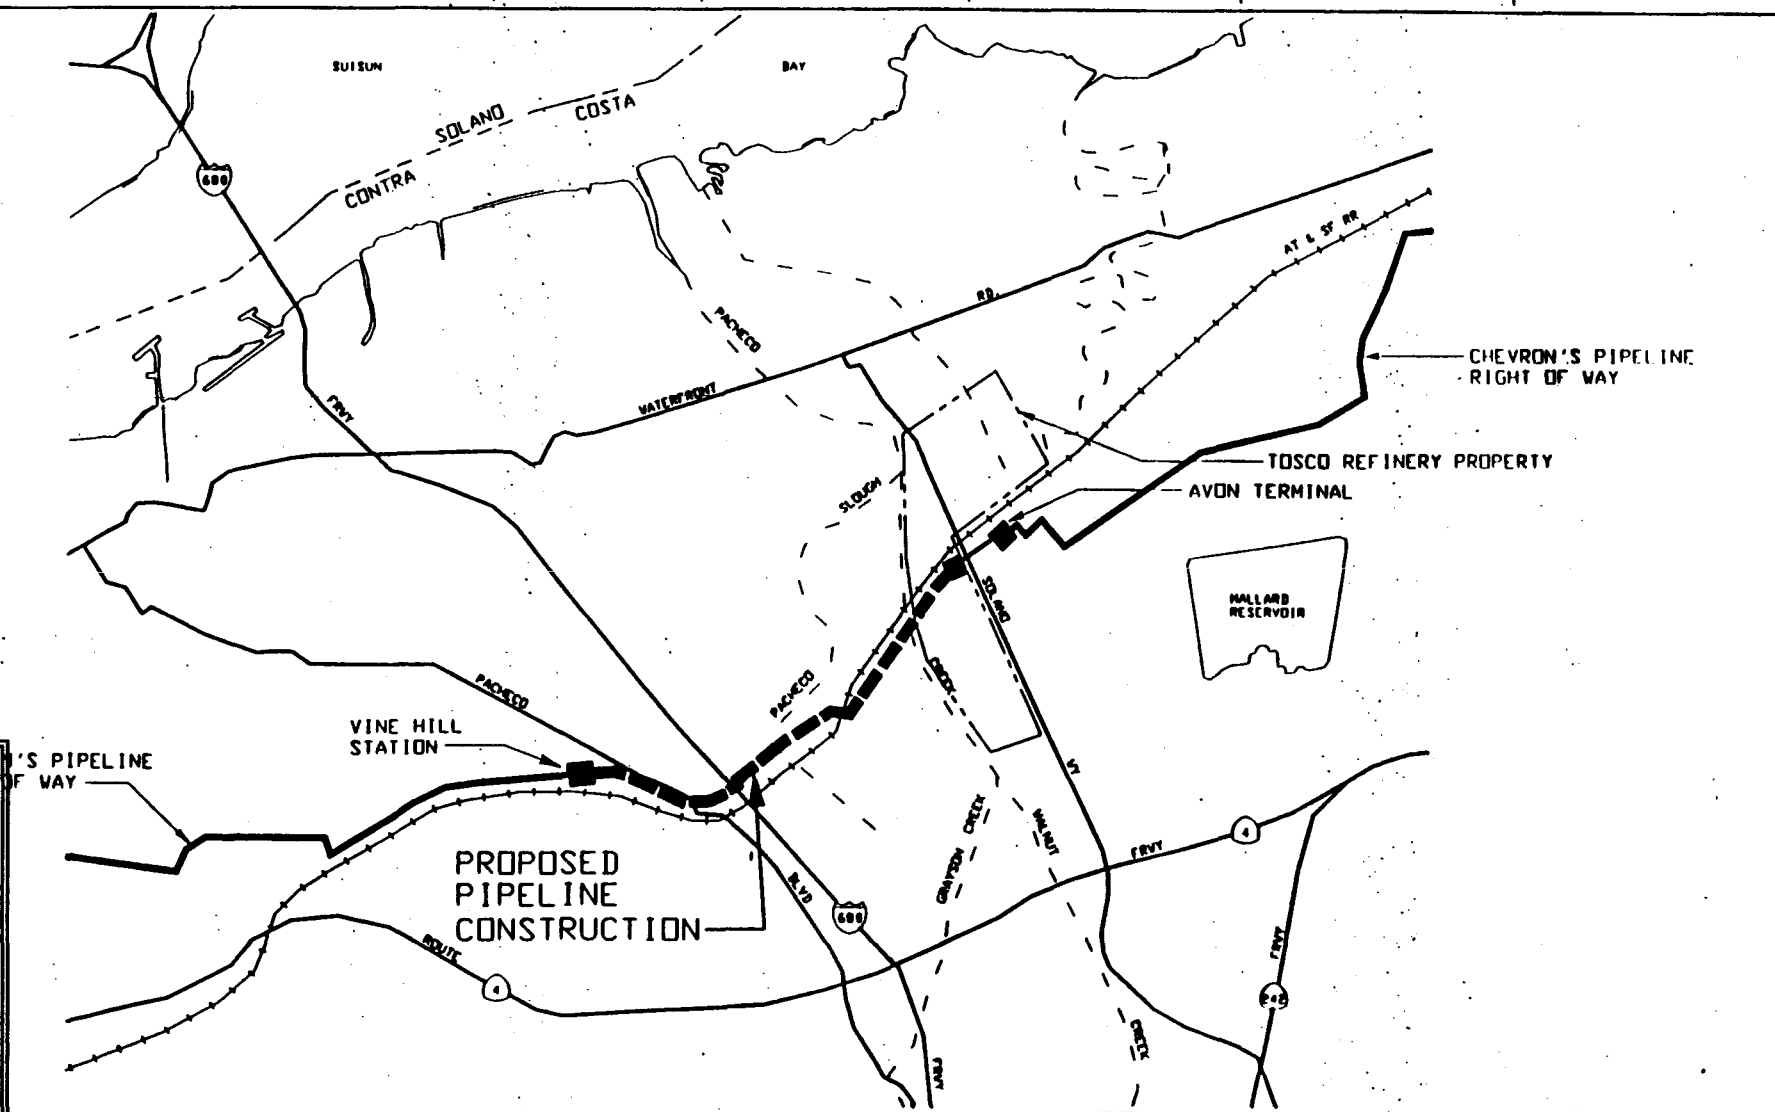 SUISUN
BAY
SOLANO
COSTA
CONTRA
680
AT & SF RR
RD.
PACHECO
CHEVRON'S PIPELINE
RIGHT OF WAY
FRWY
WATERFRONT
TOSCO REFINERY PROPERTY
SLOUGH
AVON TERMINAL
SOLANO
MALLARD
RESERVOIR
CREEK
PACHECO
PACHECO
VINE HILL
STATION
N'S PIPELINE
OF WAY
WY
GRAYSON CREEK
WALNUT
4
FRWY
PROPOSED
PIPELINE
CONSTRUCTION
BLVD
680
ROUTE
4
FRWY
242
CREEK
FRWY